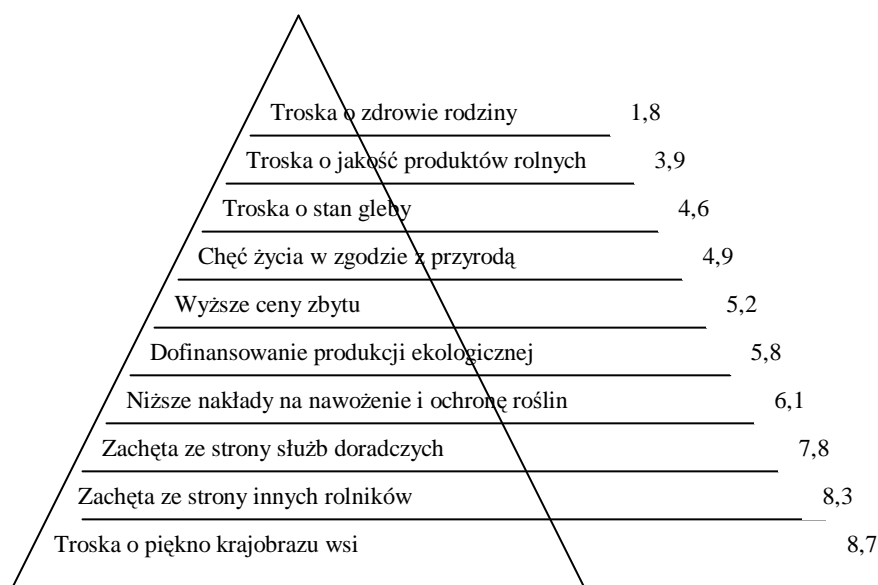 Troska o zdrowie rodziny 1,8
Troska o jakość produktów rolnych 3,9
Troska o stan gleby 4,6
Chęć życia w zgodzie z przyrodą 4,9
Wyższe ceny zbytu 5,2
Dofinansowanie produkcji ekologicznej 5,8
Niższe nakłady na nawożenie i ochronę roślin 6,1
Zachęta ze strony służb doradczych 7,8
Zachęta ze strony innych rolników 8,3
Troska o piękno krajobrazu wsi 8,7